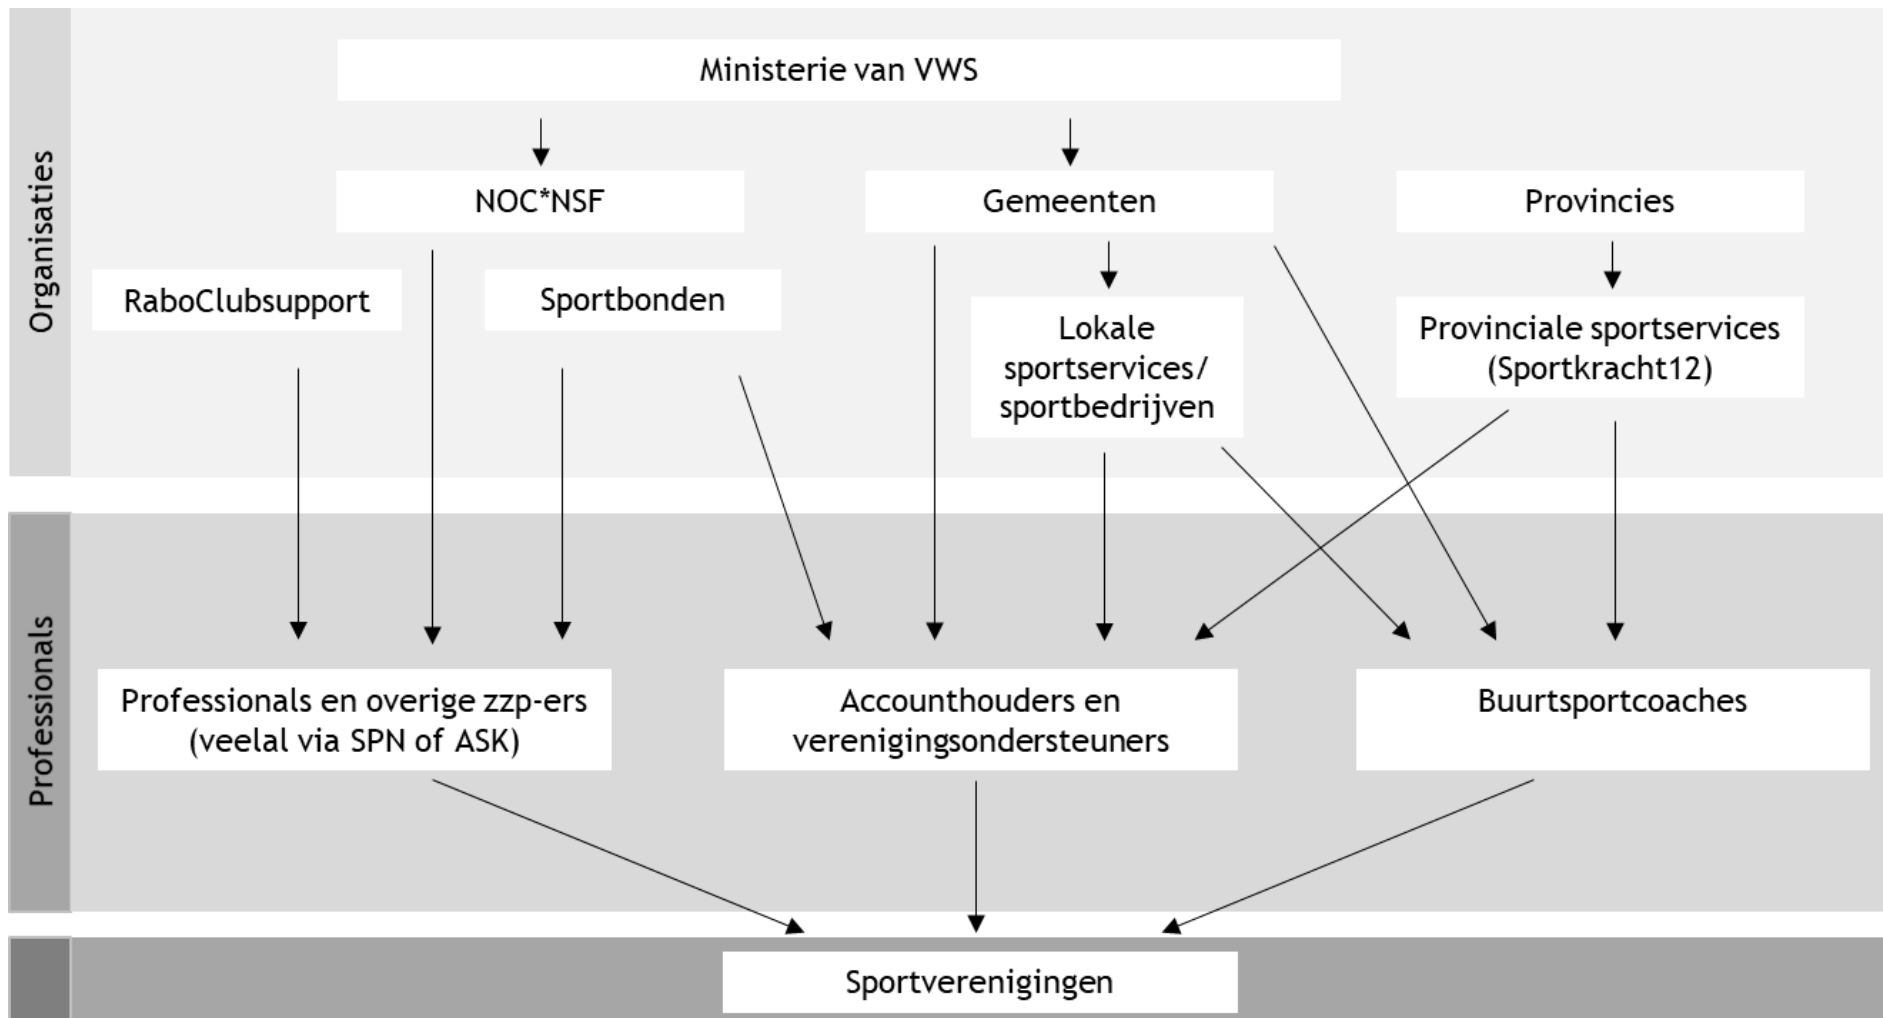 Organisaties
Ministerie van VWS
NOC*NSF
Gemeenten
Provincies
RaboClubsupport
Sportbonden
Lokale
sportservices/
sportbedrijven
Provinciale sportservices
(Sportkracht12)
Professionals
Professionals en overige zzp-ers
(veelal via SPN of ASK)
Accounthouders en
verenigingsondersteuners
Buurtsportcoaches
Sportverenigingen